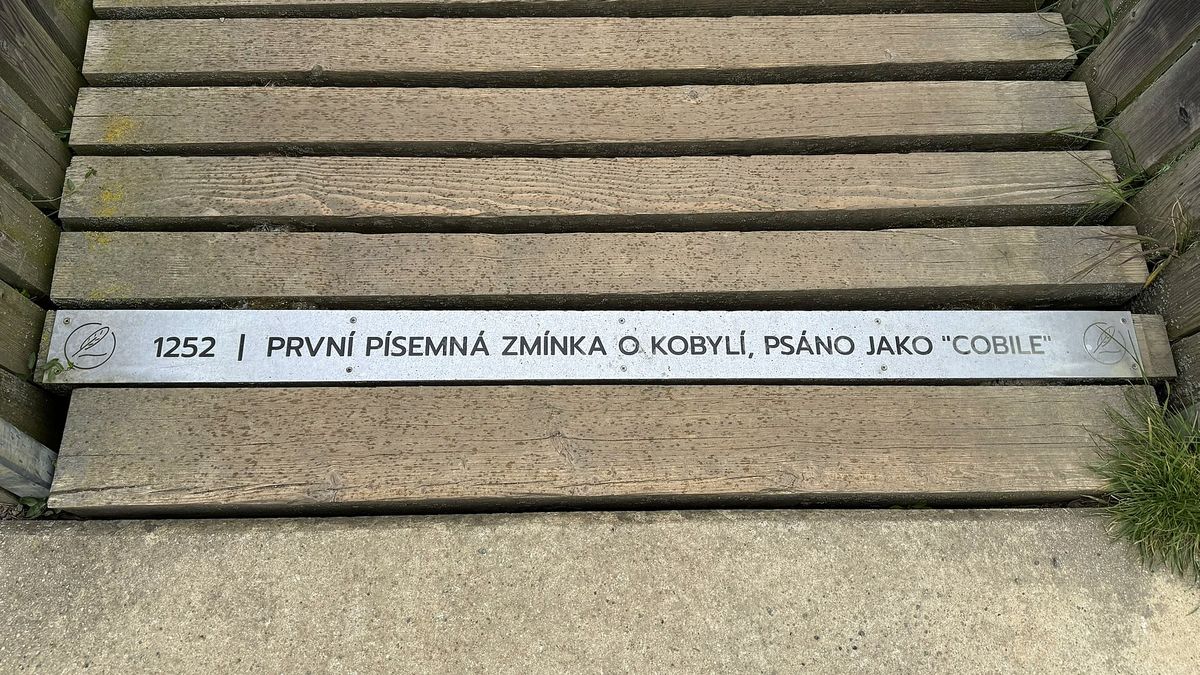 1252 | PRVNÍ PÍSEMNÁ ZMÍNKA O KOBYLÍ, PSÁNO JAKO "COBILE"